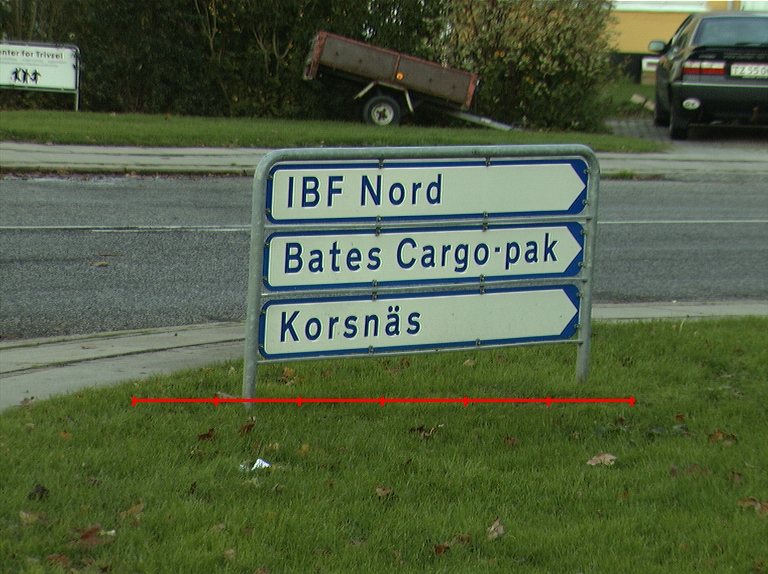 enter for Trivsel
IBF Nord
Bates Cargo-pak
Korsnäs